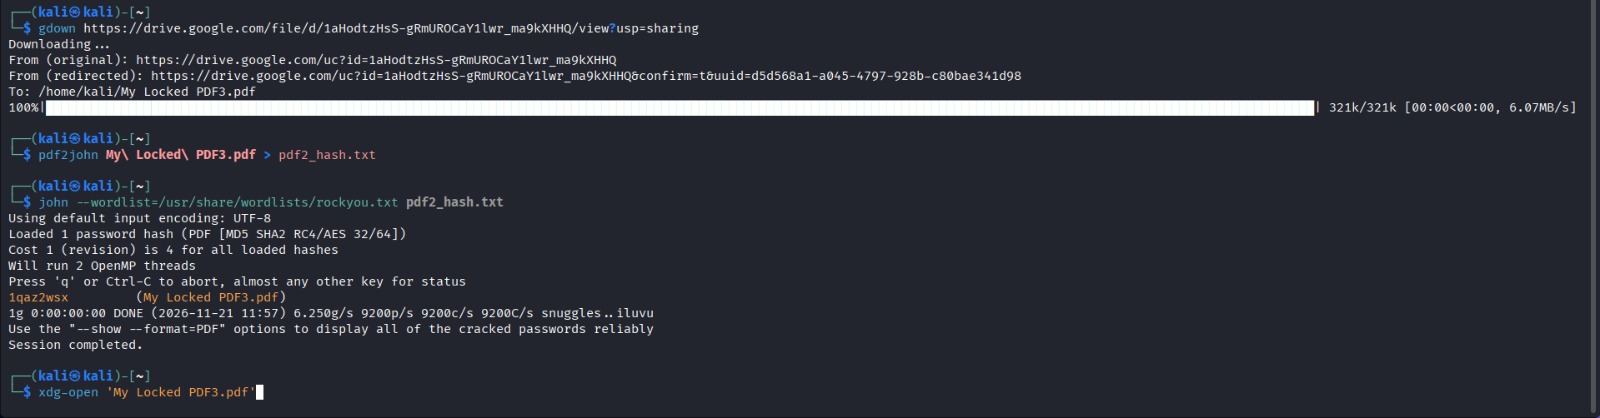 ┌──(kali㉿kali)-[~]
└─$ gdown https://drive.google.com/file/d/1aHodtzHsS-gRmUROCaY1lwr_ma9kXHHQ/view?usp=sharing
Downloading...
From (original): https://drive.google.com/uc?id=1aHodtzHsS-gRmUROCaY1lwr_ma9kXHHQ
From (redirected): https://drive.google.com/uc?id=1aHodtzHsS-gRmUROCaY1lwr_ma9kXHHQ&confirm=t&uuid=d5d568a1-a045-4797-928b-c80bae341d98
To: /home/kali/My Locked PDF3.pdf
100%|██████████| 321k/321k [00:00<00:00, 6.07MB/s]
┌──(kali㉿kali)-[~]
└─$ pdf2john My\ Locked\ PDF3.pdf > pdf2_hash.txt
┌──(kali㉿kali)-[~]
└─$ john --wordlist=/usr/share/wordlists/rockyou.txt pdf2_hash.txt
Using default input encoding: UTF-8
Loaded 1 password hash (PDF [MD5 SHA2 RC4/AES 32/64])
Cost 1 (revision) is 4 for all loaded hashes
Will run 2 OpenMP threads
Press 'q' or Ctrl-C to abort, almost any other key for status
1qaz2wsx         (My Locked PDF3.pdf)
1g 0:00:00:00 DONE (2026-11-21 11:57) 6.250g/s 9200p/s 9200c/s 9200C/s snuggles..iluvu
Use the "--show --format=PDF" options to display all of the cracked passwords reliably
Session completed.
┌──(kali㉿kali)-[~]
└─$ xdg-open 'My Locked PDF3.pdf'